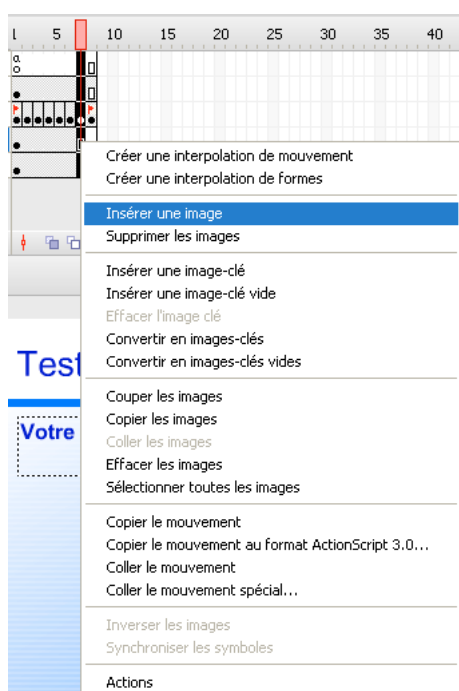 1 5 10 15 20 25 30 35 40
a
Créer une interpolation de mouvement
Créer une interpolation de formes
Insérer une image
Supprimer les images
Insérer une image-clé
Insérer une image-clé vide
Effacer l'image clé
Convertir en images-clés
Convertir en images-clés vides
Test
Couper les images
Votre
Copier les images
Coller les images
Effacer les images
Sélectionner toutes les images
Copier le mouvement
Copier le mouvement au format ActionScript 3.0...
Coller le mouvement
Coller le mouvement spécial...
Inverser les images
Synchroniser les symboles
Actions